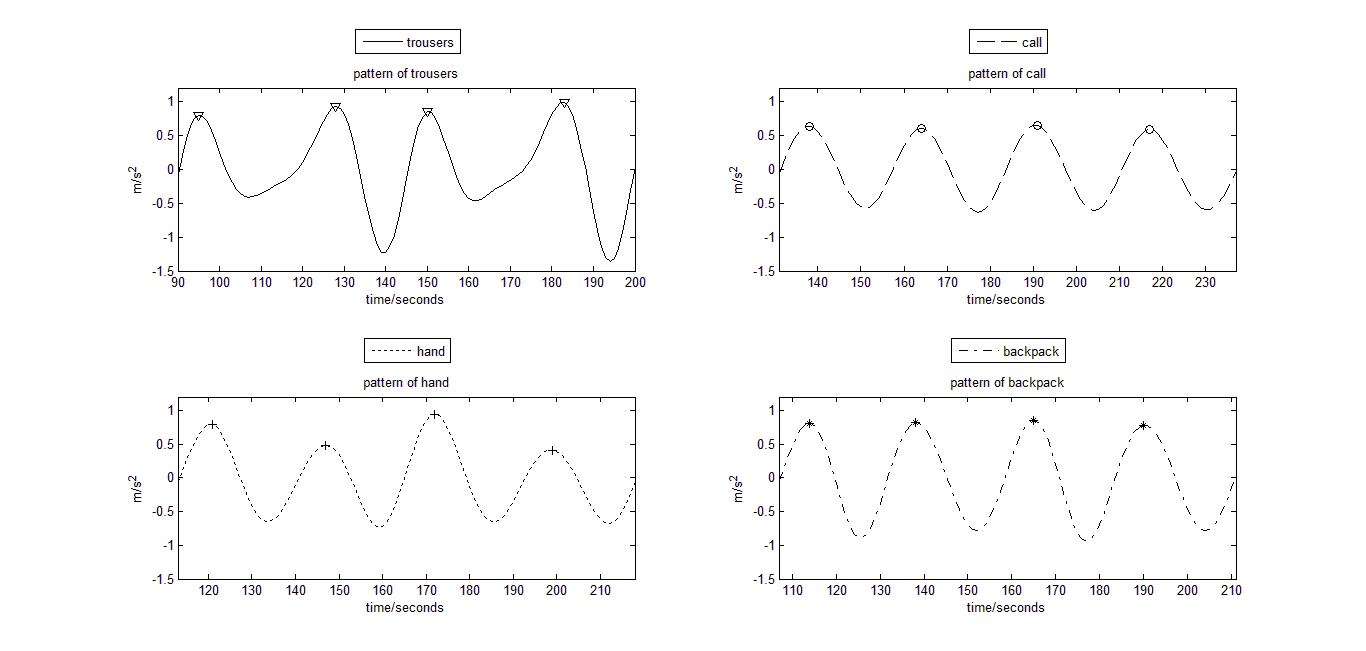 trousers
pattern of trousers
1
0.5
0
-0.5
-1
-1.5
m/s²
90 100 110 120 130 140 150 160 170 180 190 200
time/seconds
call
pattern of call
1
0.5
0
-0.5
-1
-1.5
m/s²
140 150 160 170 180 190 200 210 220 230
time/seconds
hand
pattern of hand
1
0.5
0
-0.5
-1
-1.5
m/s²
120 130 140 150 160 170 180 190 200 210
time/seconds
backpack
pattern of backpack
1
0.5
0
-0.5
-1
-1.5
m/s²
110 120 130 140 150 160 170 180 190 200 210
time/seconds